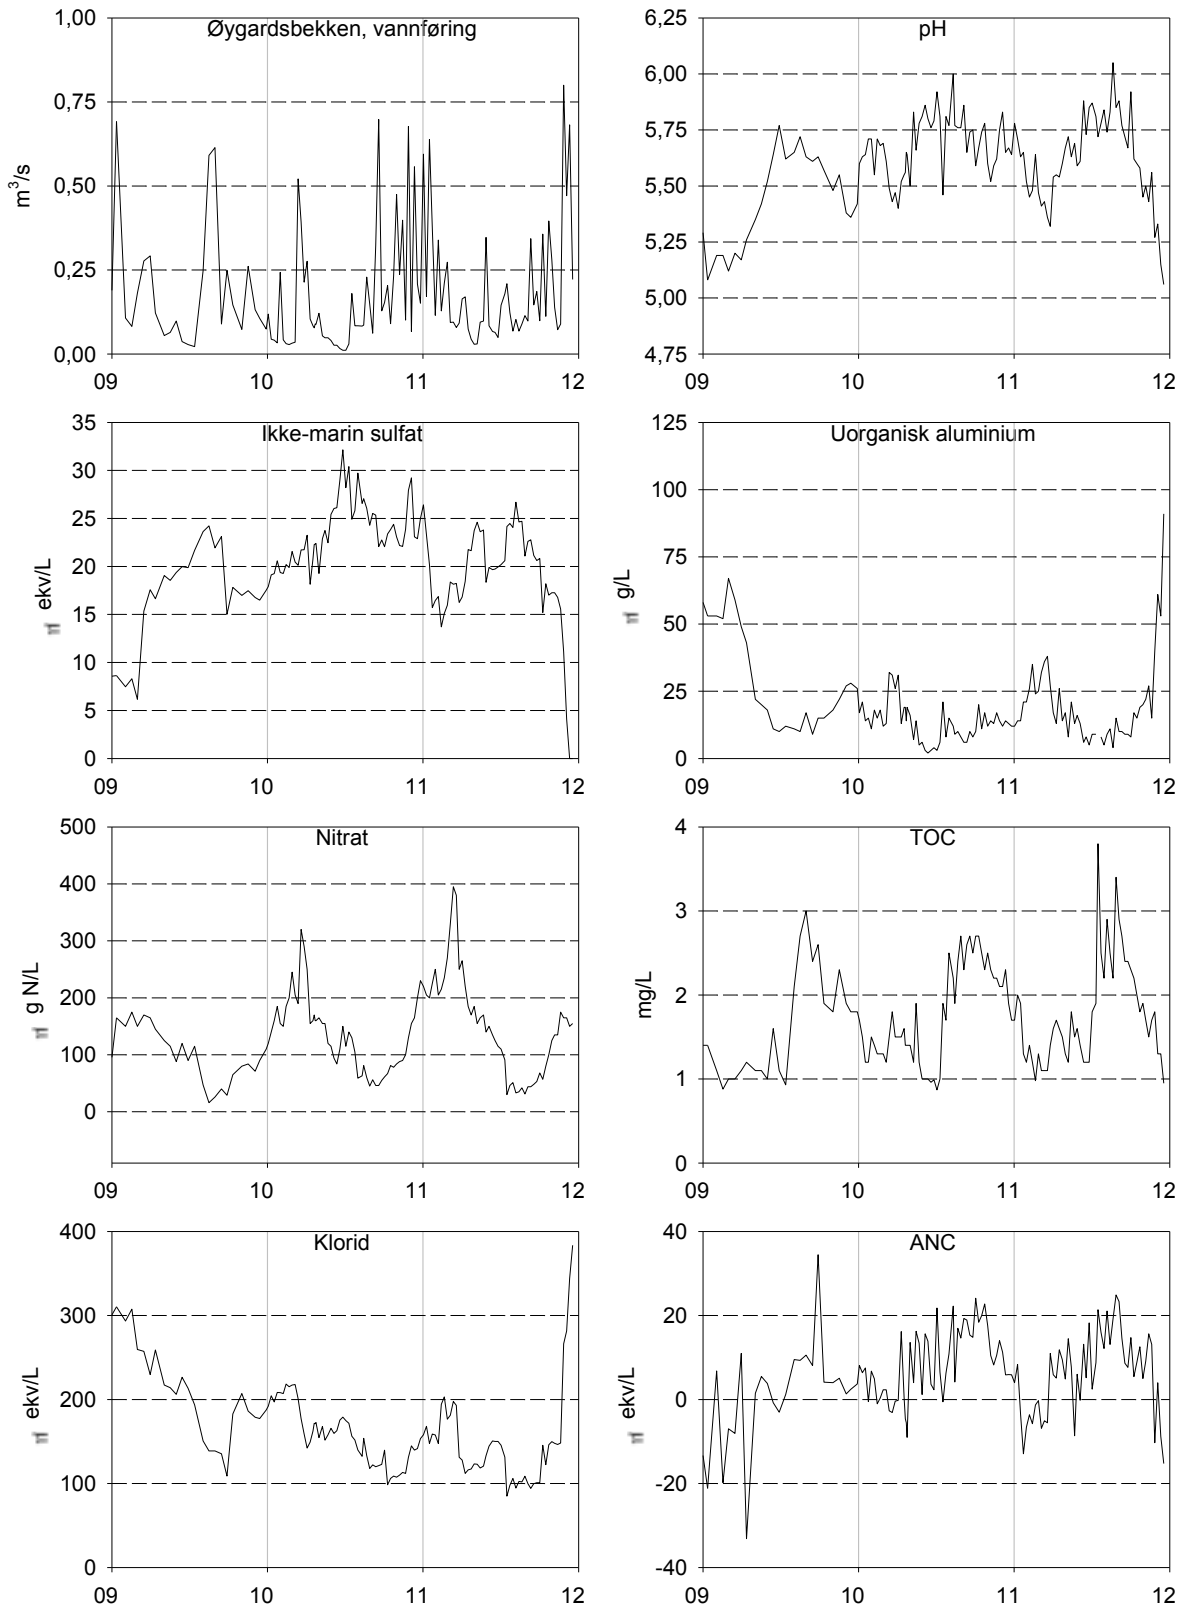 Øygardsbekken, vannføring
1,00
0,75
0,50
0,25
0,00
m³/s
09 10 11 12
pH
6,25
6,00
5,75
5,50
5,25
5,00
4,75
09 10 11 12
Ikke-marin sulfat
35
30
25
20
15
10
5
0
ekv/L
09 10 11 12
Uorganisk aluminium
125
100
75
50
25
0
g/L
09 10 11 12
Nitrat
500
400
300
200
100
0
g N/L
09 10 11 12
TOC
4
3
2
1
0
mg/L
09 10 11 12
Klorid
400
300
200
100
0
ekv/L
09 10 11 12
ANC
40
20
0
-20
-40
ekv/L
09 10 11 12